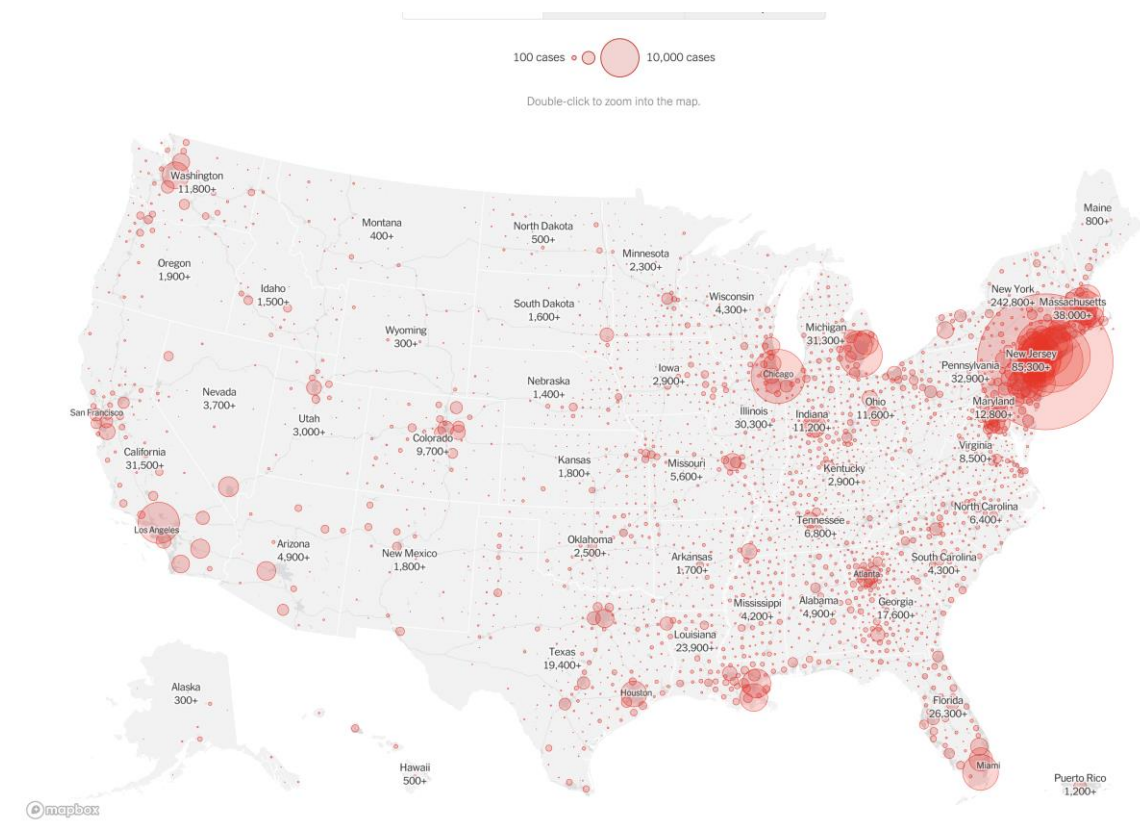 100 cases
10,000 cases
Double-click to zoom into the map.
Washington
11,800+
Montana
400+
North Dakota
500+
Minnesota
2,300+
Maine
800+
Oregon
1,900+
Idaho
1,500+
South Dakota
1,600+
Wisconsin
4,300+
New York
242,800+
Massachusetts
38,000+
Wyoming
300+
Michigan
31,300+
New Jersey
85,300+
Nevada
3,700+
Nebraska
1,400+
Iowa
2,900+
Chicago
Pennsylvania
32,900+
San Francisco
Utah
3,000+
Colorado
9,700+
Illinois
30,300+
Indiana
11,200+
Ohio
11,600+
Maryland
12,800+
California
31,500+
Kansas
1,800+
Missouri
5,600+
Kentucky
2,900+
Virginia
8,500+
Los Angeles
Arizona
4,900+
New Mexico
1,800+
Oklahoma
2,500+
Arkansas
1,700+
Tennessee
6,800+
North Carolina
6,400+
South Carolina
4,300+
Atlanta
Mississippi
4,200+
Alabama
4,900+
Georgia
17,600+
Texas
19,400+
Louisiana
23,900+
Alaska
300+
Houston
Florida
26,300+
Hawaii
500+
Miami
Puerto Rico
1,200+
mapbox